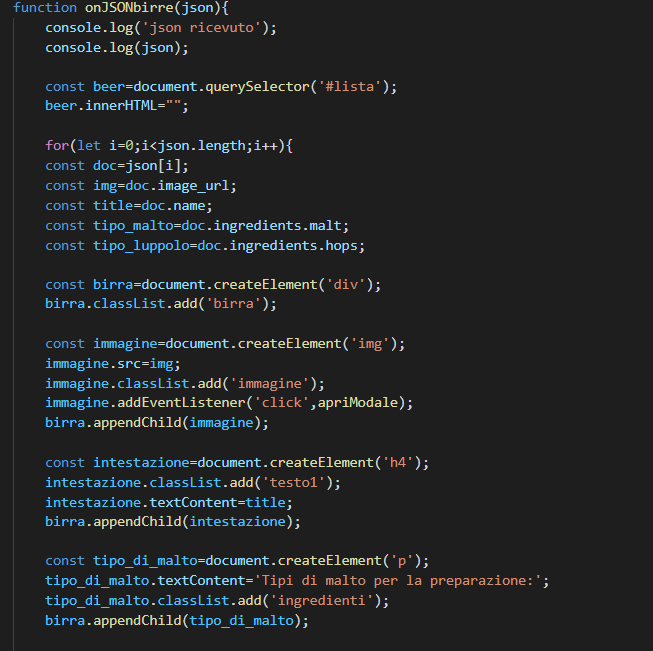 function onJSONbirre(json){
console.log('json ricevuto');
console.log(json);
const beer=document.querySelector('#lista');
beer.innerHTML="";
for(let i=0;i<json.length;i++){
const doc=json[i];
const img=doc.image_url;
const title=doc.name;
const tipo_malto=doc.ingredients.malt;
const tipo_luppolo=doc.ingredients.hops;
const birra=document.createElement('div');
birra.classList.add('birra');
const immagine=document.createElement('img');
immagine.src=img;
immagine.classList.add('immagine');
immagine.addEventListener('click',apriModale);
birra.appendChild(immagine);
const intestazione=document.createElement('h4');
intestazione.classList.add('testo1');
intestazione.textContent=title;
birra.appendChild(intestazione);
const tipo_di_malto=document.createElement('p');
tipo_di_malto.textContent='Tipi di malto per la preparazione:';
tipo_di_malto.classList.add('ingredienti');
birra.appendChild(tipo_di_malto);